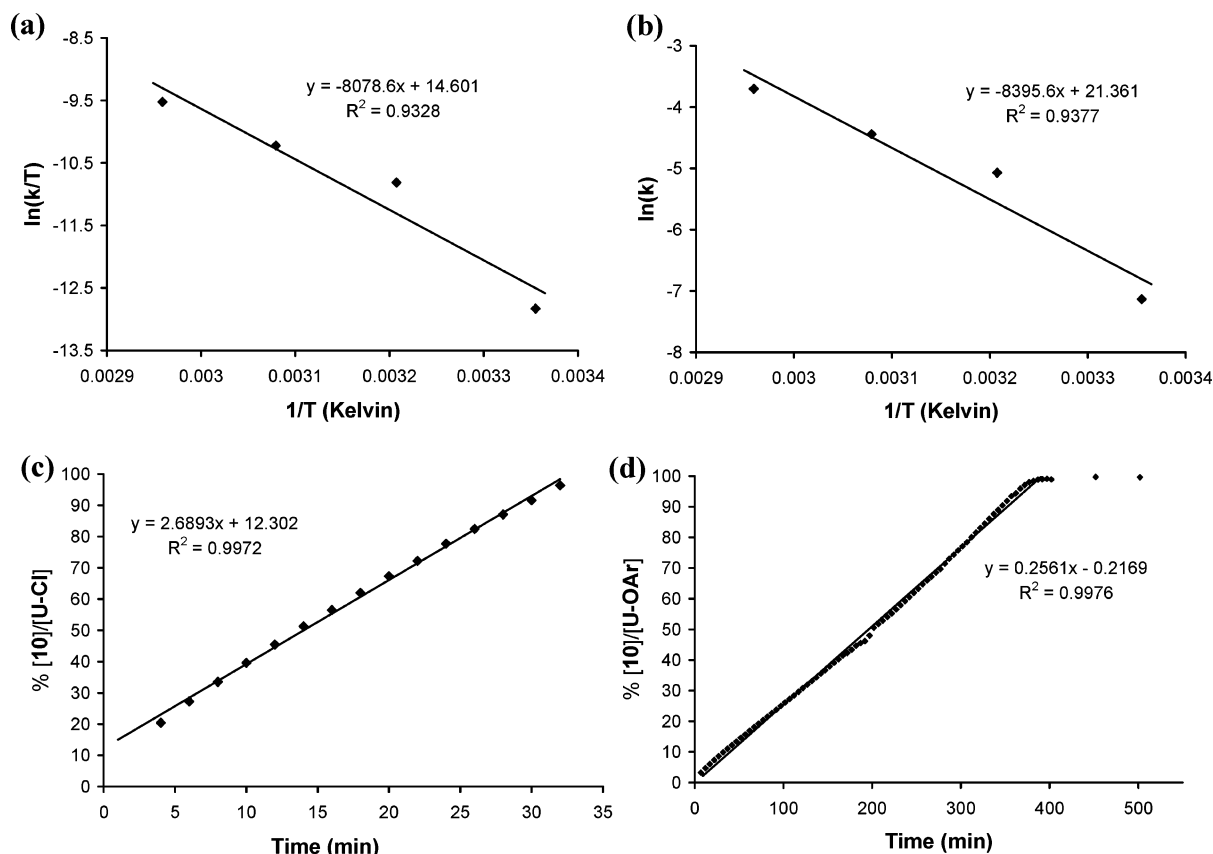 (a)
-8.5
-9.5
-10.5
-11.5
-12.5
-13.5
ln(k/T)
y = -8078.6x + 14.601
R² = 0.9328
0.0029 0.003 0.0031 0.0032 0.0033 0.0034
1/T (Kelvin)
(b)
-3
-4
-5
-6
-7
-8
ln(k)
y = -8395.6x + 21.361
R² = 0.9377
0.0029 0.003 0.0031 0.0032 0.0033 0.0034
1/T (Kelvin)
(c)
100
90
80
70
60
50
40
30
20
10
0
% [10]/[U-Cl]
y = 2.6893x + 12.302
R² = 0.9972
0 5 10 15 20 25 30 35
Time (min)
(d)
100
90
80
70
60
50
40
30
20
10
0
% [10]/[U-OAr]
y = 0.2561x - 0.2169
R² = 0.9976
0 100 200 300 400 500
Time (min)